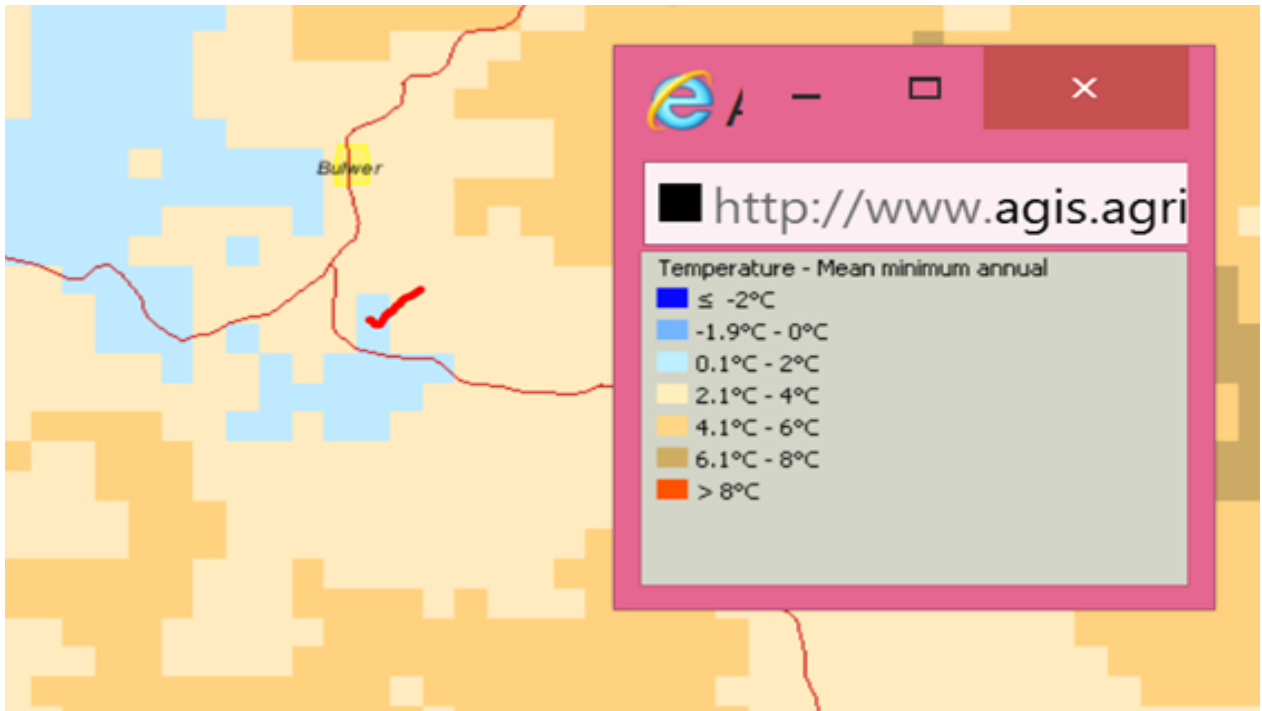 Bulwer
http://www.agis.agri
Temperature - Mean minimum annual
≤ -2°C
-1.9°C - 0°C
0.1°C - 2°C
2.1°C - 4°C
4.1°C - 6°C
6.1°C - 8°C
> 8°C